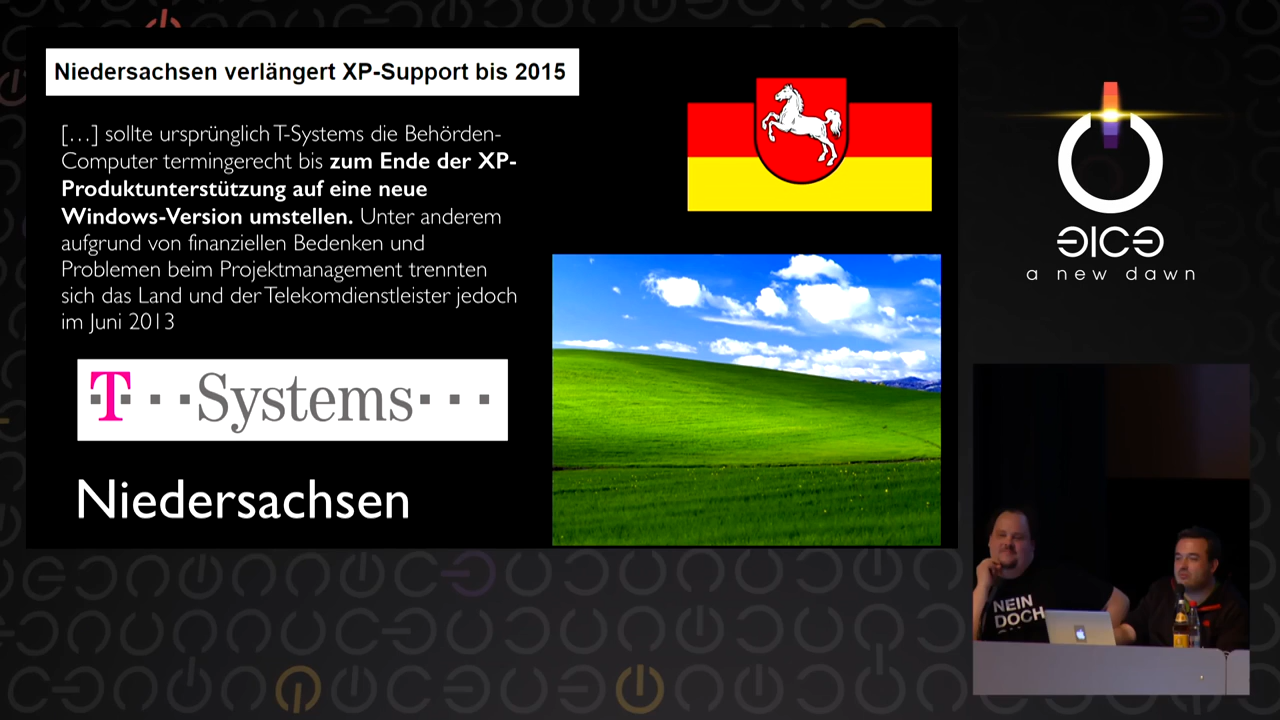 Niedersachsen verlängert XP-Support bis 2015
[…] sollte ursprünglich T-Systems die Behörden-
Computer termingerecht bis zum Ende der XP-
Produktunterstützung auf eine neue
Windows-Version umstellen. Unter anderem
aufgrund von finanziellen Bedenken und
Problemen beim Projektmanagement trennten
sich das Land und der Telekomdienstleister jedoch
im Juni 2013
T · · · Systems · · ·
Niedersachsen
a new dawn
NEIN
DOCH